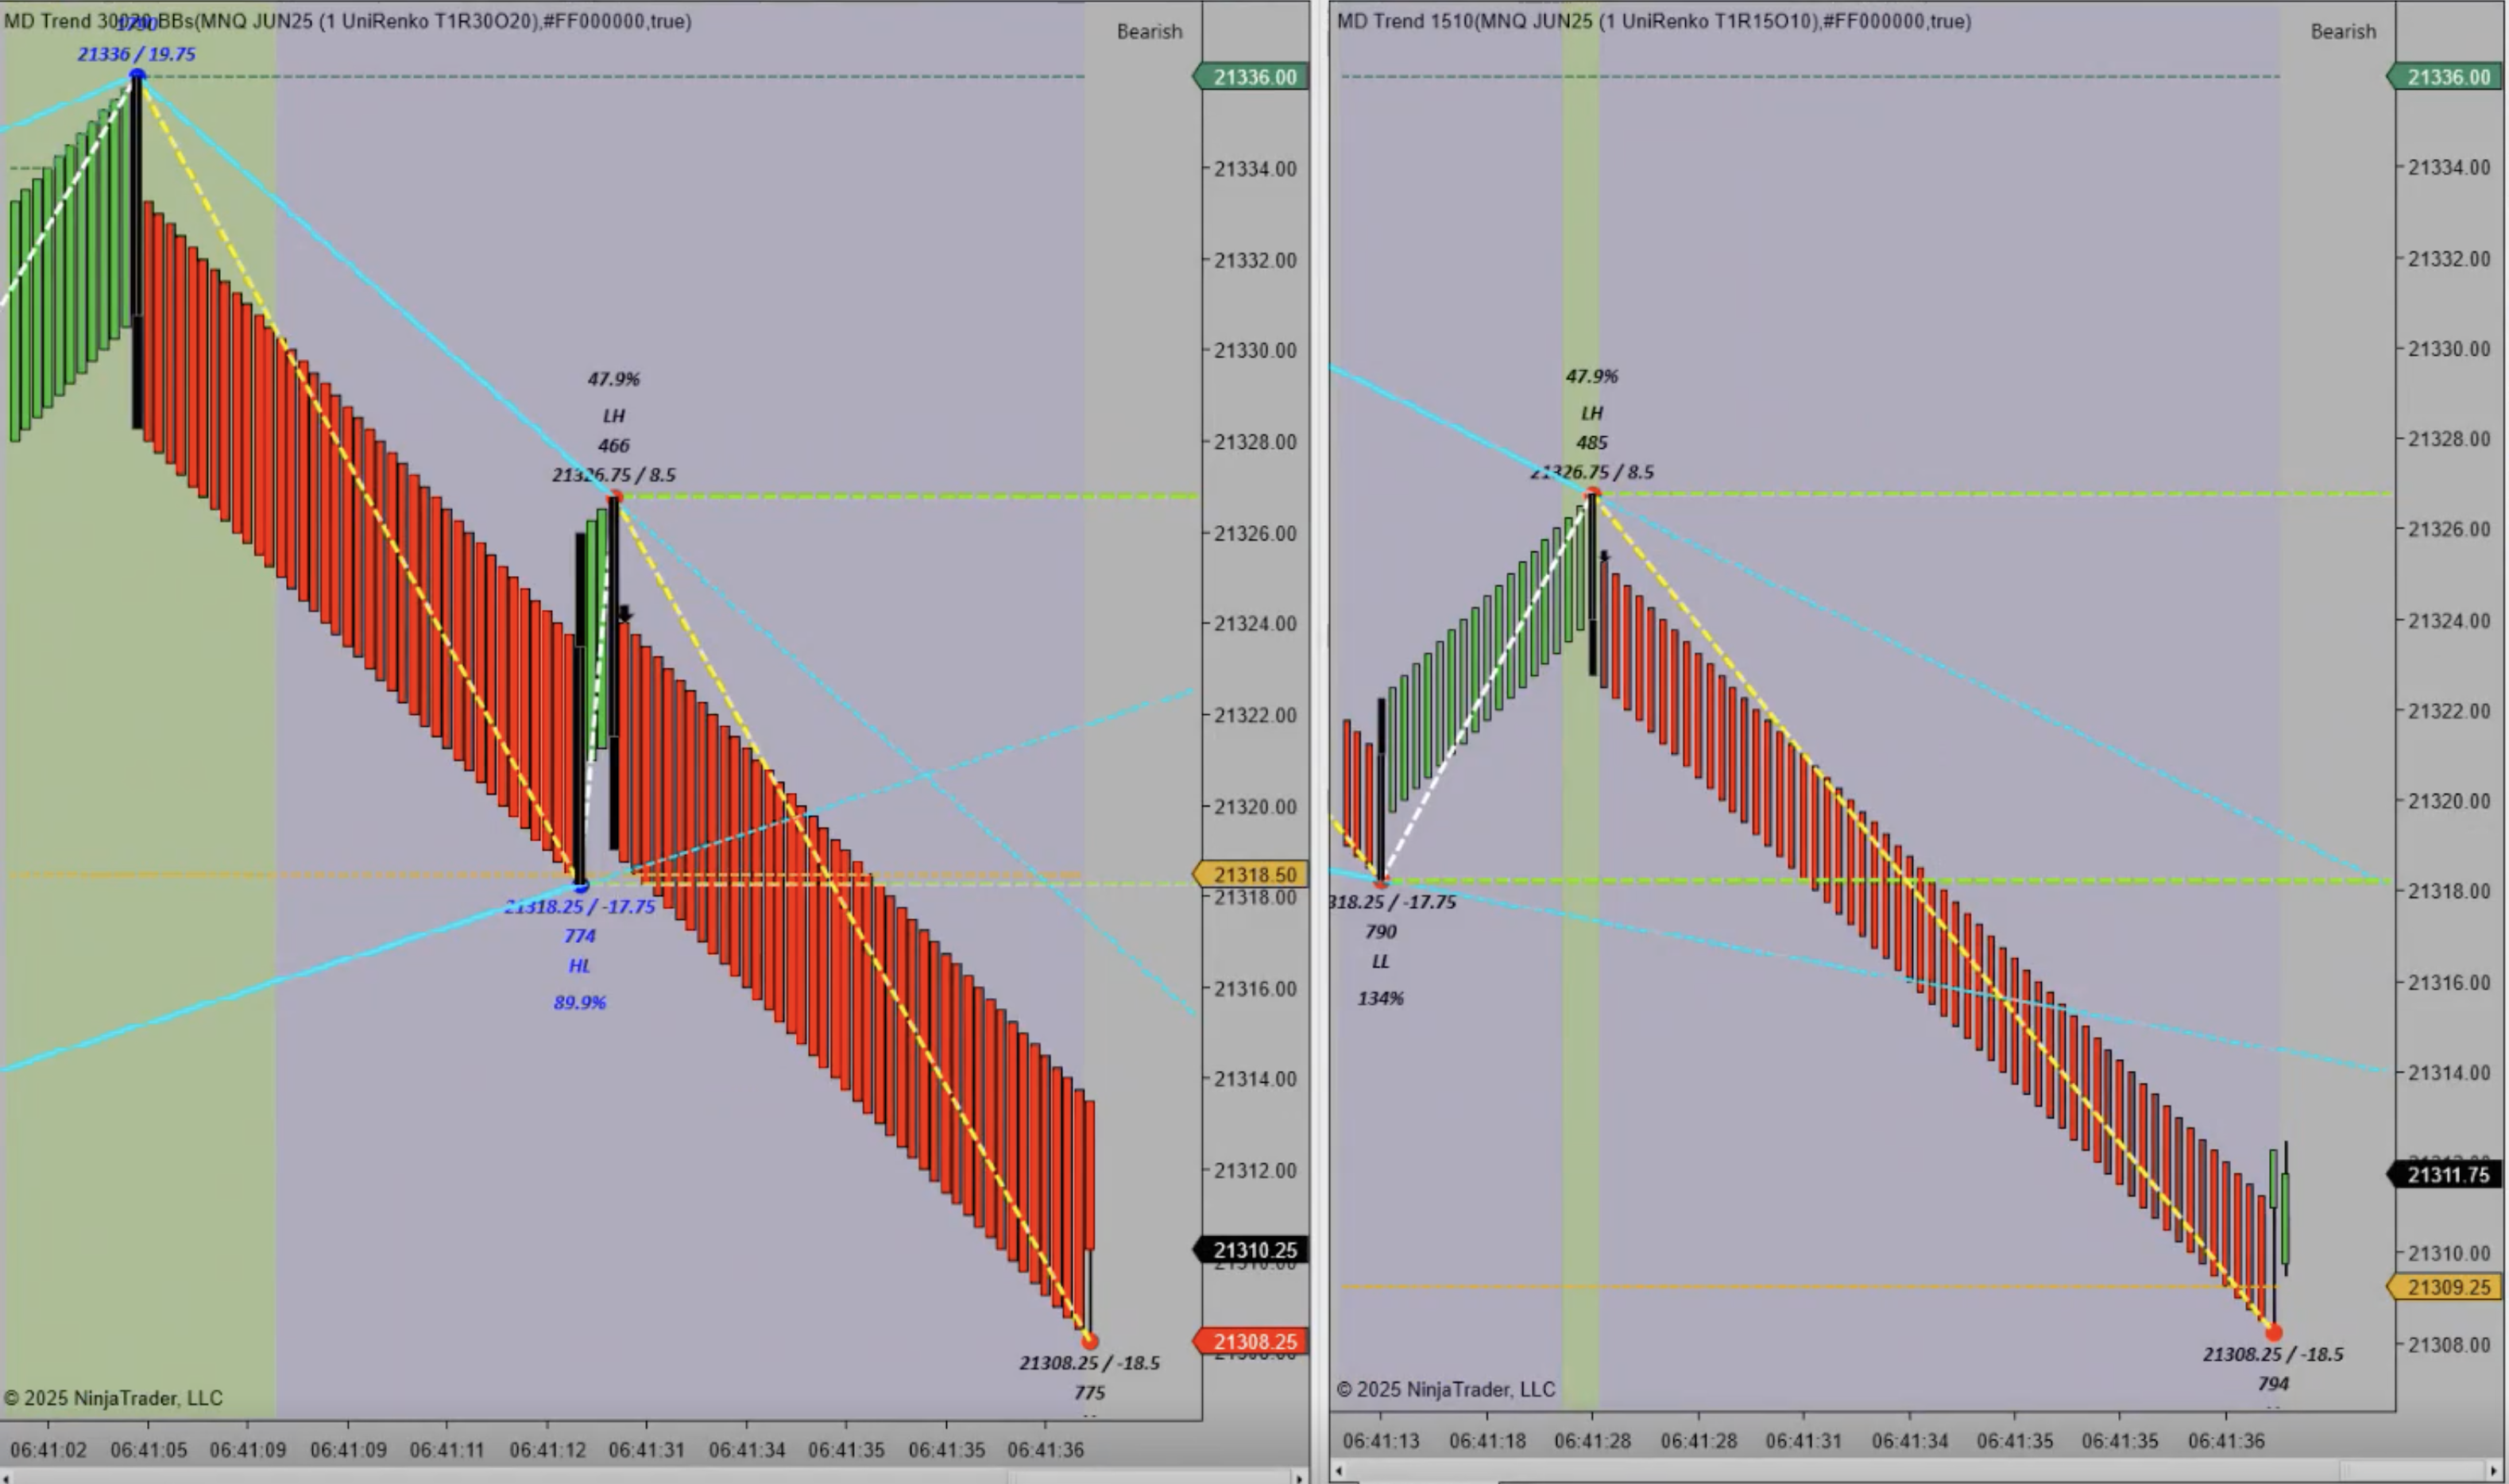 MD Trend 30020 BBs(MNQ JUN25 (1 UniRenko T1R30O20),#FF000000,true)
Bearish
21336 / 19.75
21336.00
21334.00
21332.00
21330.00
47.9%
LH
466
21328.00
21326.75 / 8.5
21326.00
21324.00
21322.00
21320.00
21318.50
21318.00
21318.25 / -17.75
774
HL
89.9%
21316.00
21314.00
21312.00
21310.25
21308.25
21308.25 / -18.5
775
© 2025 NinjaTrader, LLC
06:41:02 06:41:05 06:41:09 06:41:09 06:41:11 06:41:12 06:41:31 06:41:34 06:41:35 06:41:35 06:41:36
MD Trend 1510(MNQ JUN25 (1 UniRenko T1R15O10),#FF000000,true)
Bearish
21336.00
21334.00
21332.00
21330.00
47.9%
LH
485
21328.00
21326.75 / 8.5
21326.00
21324.00
21322.00
21320.00
21318.00
318.25 / -17.75
790
LL
134%
21316.00
21314.00
21311.75
21310.00
21309.25
21308.00
21308.25 / -18.5
794
© 2025 NinjaTrader, LLC
06:41:13 06:41:18 06:41:28 06:41:28 06:41:31 06:41:34 06:41:35 06:41:35 06:41:36